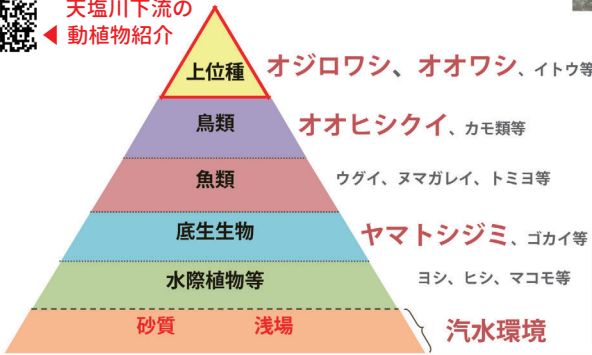 天塩川下流の
動植物紹介
上位種 オジロワシ、オオワシ、イトウ等
鳥類 オオヒシクイ、カモ類等
魚類 ウグイ、ヌマガレイ、トミヨ等
底生生物 ヤマトシジミ、ゴカイ等
水際植物等 ヨシ、ヒシ、マコモ等
砂質 浅場 汽水環境